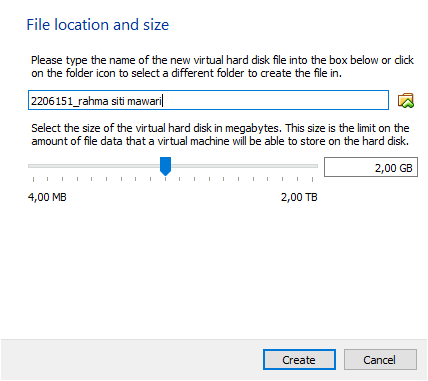 File location and size
Please type the name of the new virtual hard disk file into the box below or click
on the folder icon to select a different folder to create the file in.
2206151_rahma siti mawari
Select the size of the virtual hard disk in megabytes. This size is the limit on the
amount of file data that a virtual machine will be able to store on the hard disk.
2,00 GB
4,00 MB 2,00 TB
Create Cancel